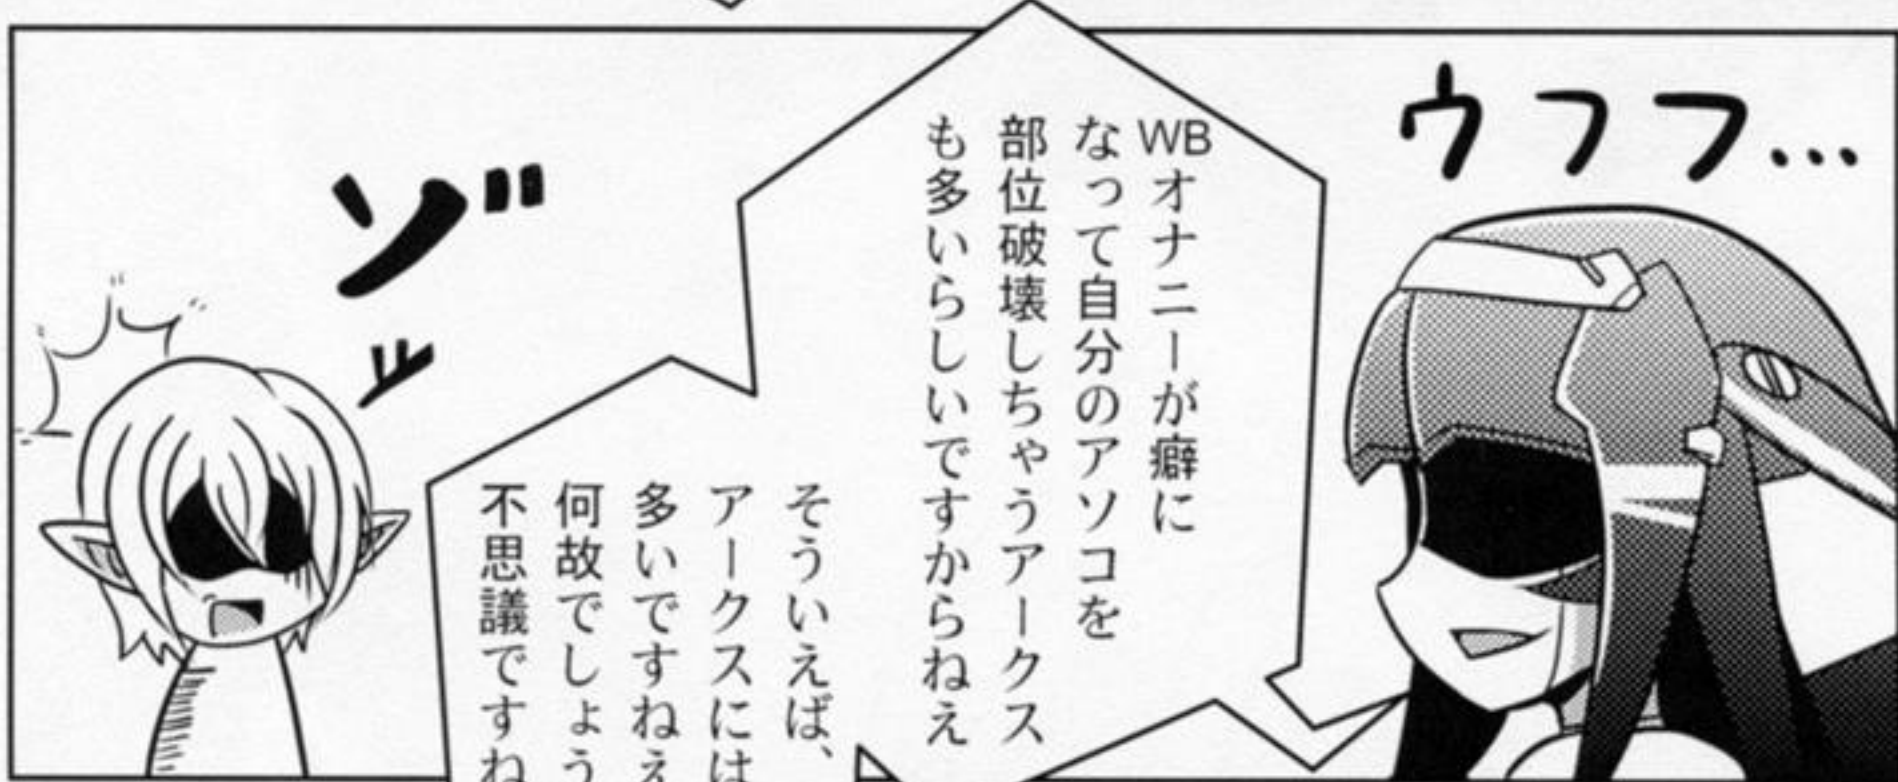 ウフフ…
WBオナニーが癖に
なって自分のアソコを
部位破壊しちゃうアークス
も多いらしいですからねえ
そういえば、
アークスには
多いですねえ
何故でしょう
不思議ですね
ゾッ